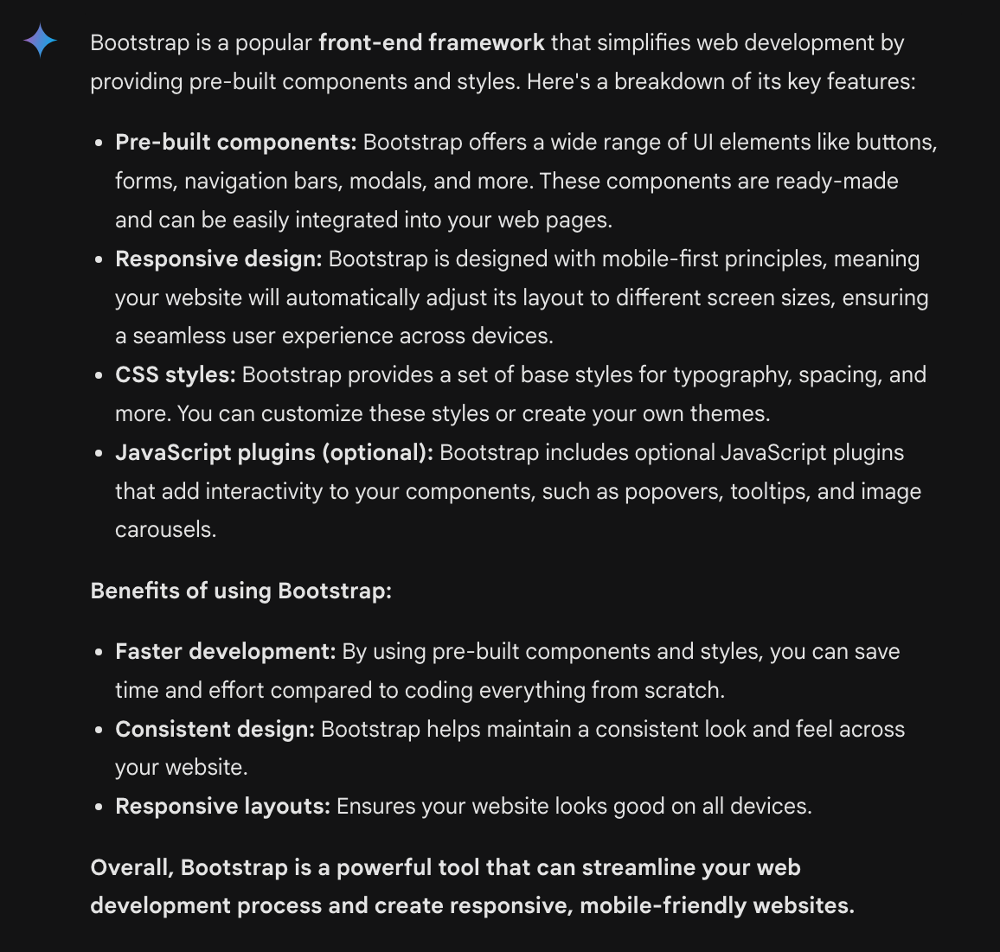 Bootstrap is a popular front-end framework that simplifies web development by
providing pre-built components and styles. Here's a breakdown of its key features:
• Pre-built components: Bootstrap offers a wide range of UI elements like buttons,
forms, navigation bars, modals, and more. These components are ready-made
and can be easily integrated into your web pages.
• Responsive design: Bootstrap is designed with mobile-first principles, meaning
your website will automatically adjust its layout to different screen sizes, ensuring
a seamless user experience across devices.
• CSS styles: Bootstrap provides a set of base styles for typography, spacing, and
more. You can customize these styles or create your own themes.
• JavaScript plugins (optional): Bootstrap includes optional JavaScript plugins
that add interactivity to your components, such as popovers, tooltips, and image
carousels.
Benefits of using Bootstrap:
• Faster development: By using pre-built components and styles, you can save
time and effort compared to coding everything from scratch.
• Consistent design: Bootstrap helps maintain a consistent look and feel across
your website.
• Responsive layouts: Ensures your website looks good on all devices.
Overall, Bootstrap is a powerful tool that can streamline your web
development process and create responsive, mobile-friendly websites.